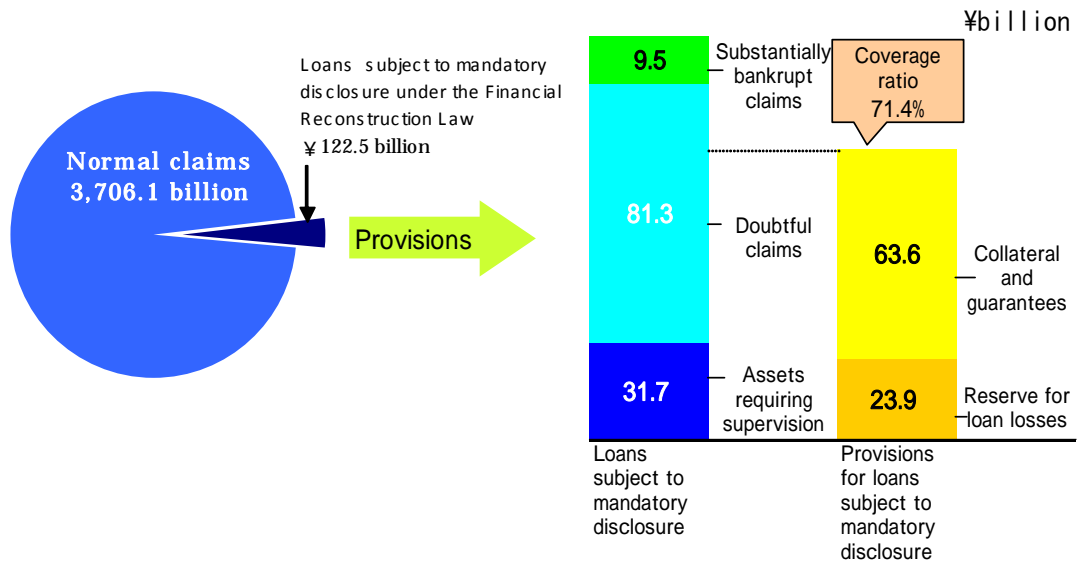 ¥billion
Loans subject to mandatory
disclosure under the Financial
Reconstruction Law
¥ 122.5 billion
Normal claims
3,706.1 billion
Provisions
9.5
81.3
31.7
Substantially
bankrupt
claims
Doubtful
claims
Assets
requiring
supervision
Coverage
ratio
71.4%
63.6
23.9
Collateral
and
guarantees
Reserve for
loan losses
Loans
subject to
mandatory
disclosure
Provisions
for loans
subject to
mandatory
disclosure